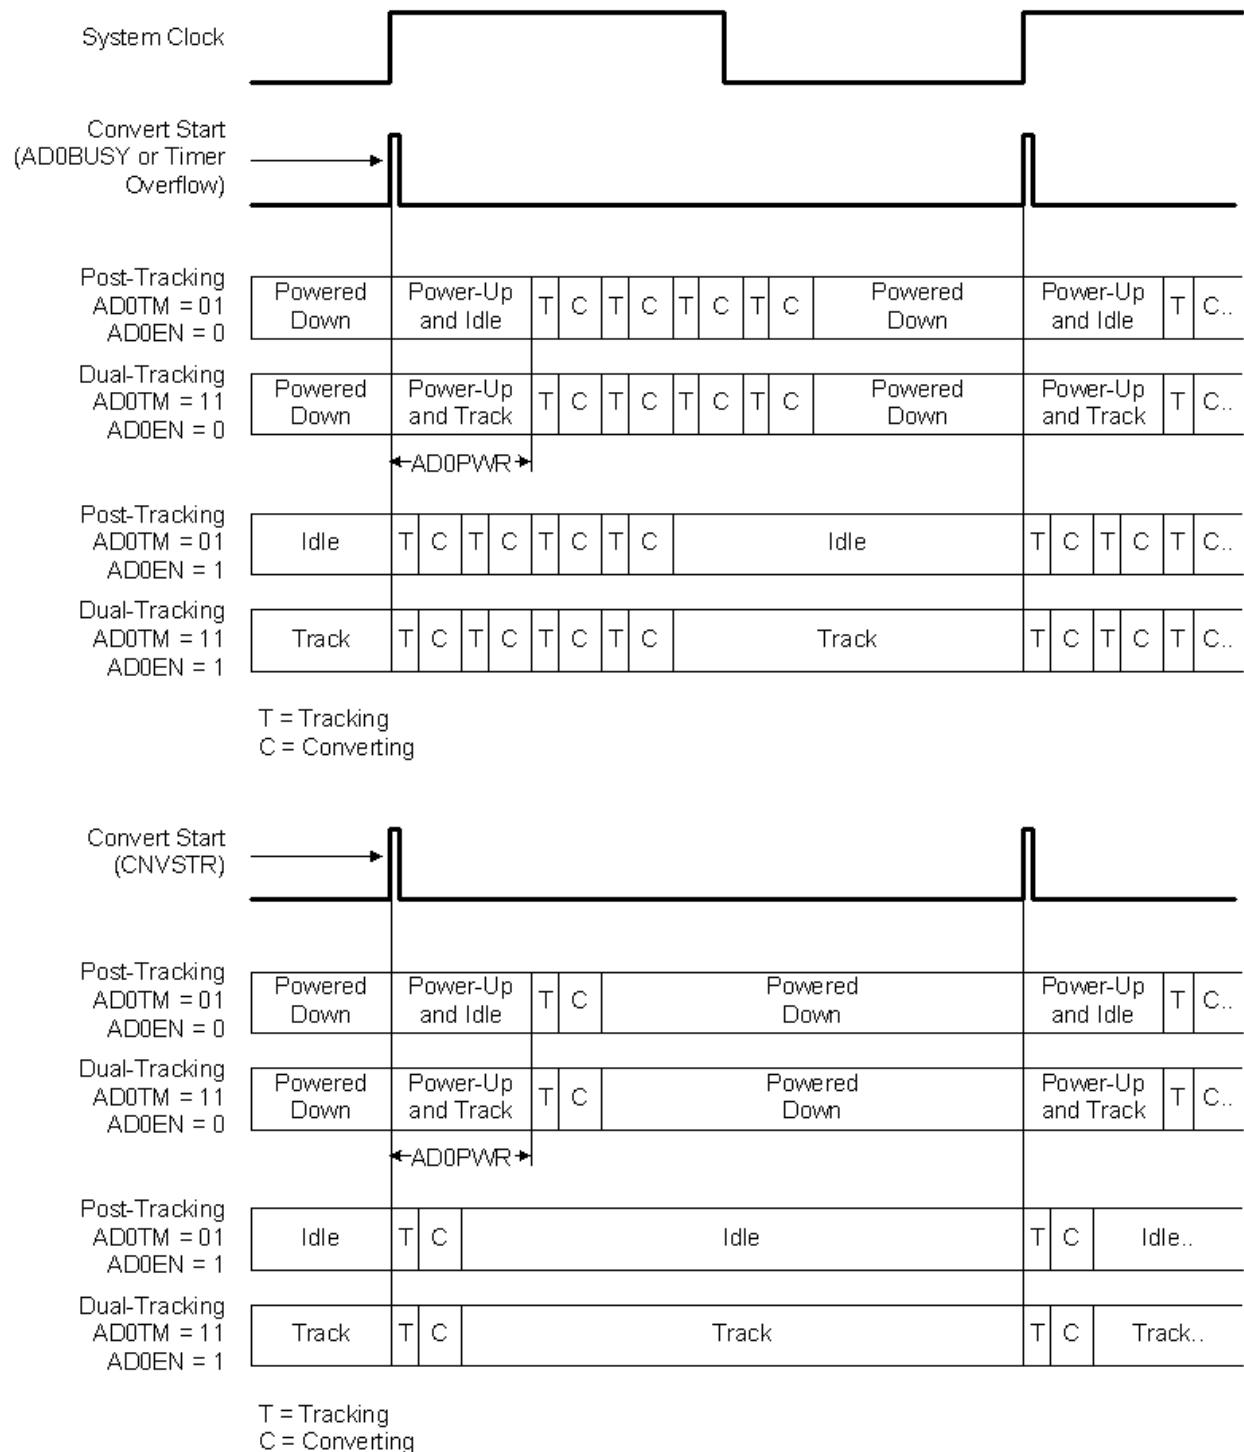 System Clock
Convert Start
(AD0BUSY or Timer
Overflow)
Post-Tracking
AD0TM = 01
AD0EN = 0
Powered
Down
Power-Up
and Idle
T C T C T C T C
Powered
Down
Power-Up
and Idle
T C..
Dual-Tracking
AD0TM = 11
AD0EN = 0
Powered
Down
Power-Up
and Track
T C T C T C T C
Powered
Down
Power-Up
and Track
T C..
AD0PWR
Post-Tracking
AD0TM = 01
AD0EN = 1
Idle T C T C T C T C Idle T C T C T C..
Dual-Tracking
AD0TM = 11
AD0EN = 1
Track T C T C T C T C Track T C T C T C..
T = Tracking
C = Converting
Convert Start
(CNVSTR)
Post-Tracking
AD0TM = 01
AD0EN = 0
Powered
Down
Power-Up
and Idle
T C
Powered
Down
Power-Up
and Idle
T C..
Dual-Tracking
AD0TM = 11
AD0EN = 0
Powered
Down
Power-Up
and Track
T C
Powered
Down
Power-Up
and Track
T C..
AD0PWR
Post-Tracking
AD0TM = 01
AD0EN = 1
Idle T C Idle T C Idle..
Dual-Tracking
AD0TM = 11
AD0EN = 1
Track T C Track T C Track..
T = Tracking
C = Converting